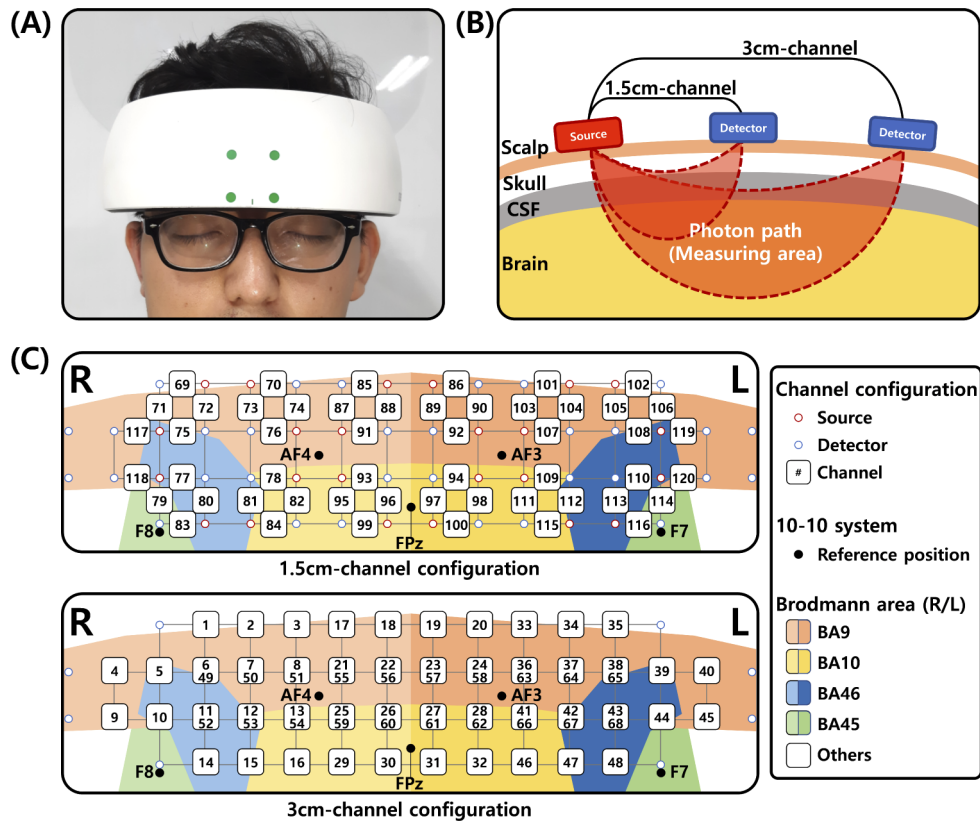 (A)
(B)
3cm-channel
1.5cm-channel
Source
Detector
Detector
Scalp
Skull
CSF
Brain
Photon path
(Measuring area)
(C)
R
L
69
70
85
86
101
102
71
72
73
74
87
88
89
90
103
104
105
106
117
75
76
91
92
107
108
119
AF4
AF3
118
77
78
93
94
109
110
120
79
80
81
82
95
96
97
98
111
112
113
114
83
84
99
100
115
116
F8
F7
FPz
1.5cm-channel configuration
R
L
1
2
3
17
18
19
20
33
34
35
4
5
6
49
7
50
8
51
21
55
22
56
23
57
24
58
36
63
37
64
38
65
39
40
AF4
AF3
9
10
11
52
12
53
13
54
25
59
26
60
27
61
28
62
41
66
42
67
43
68
44
45
14
15
16
29
30
31
32
46
47
48
F8
F7
FPz
3cm-channel configuration
Channel configuration
Source
Detector
# Channel
10-10 system
Reference position
Brodmann area (R/L)
BA9
BA10
BA46
BA45
Others